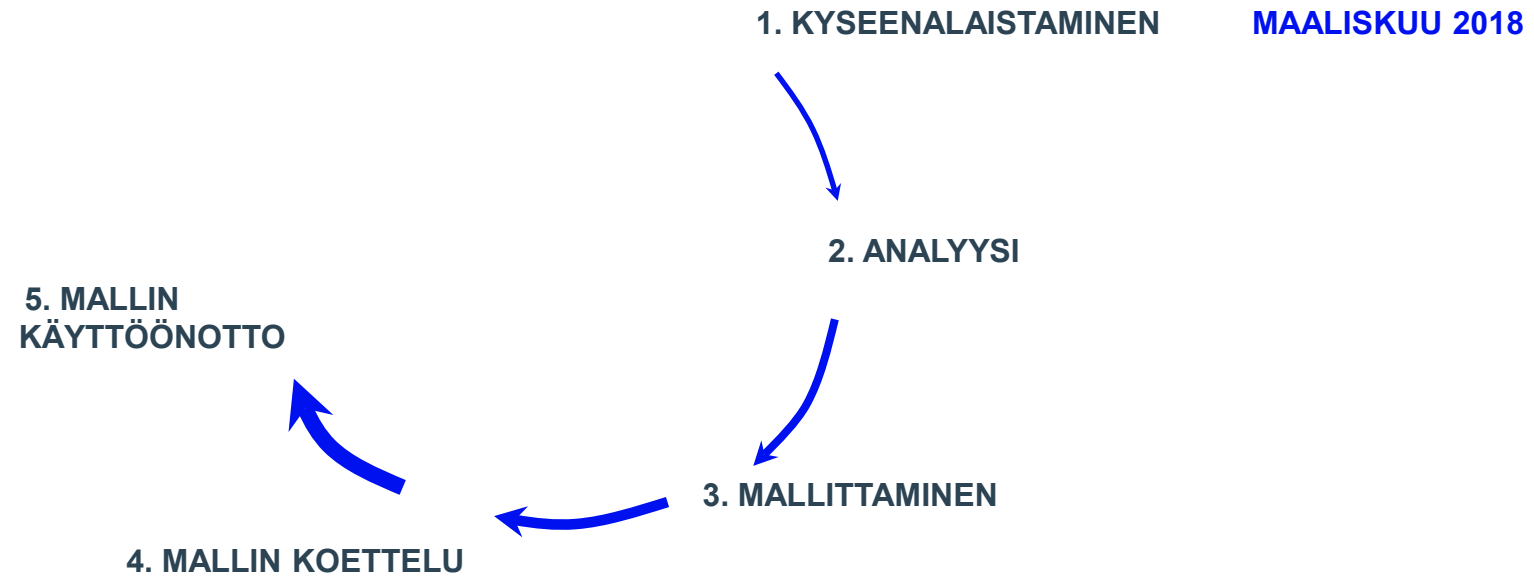 1. KYSEENALAISTAMINEN MAALISKUU 2018
2. ANALYYSI
3. MALLITTAMINEN
4. MALLIN KOETTELU
5. MALLIN
KÄYTTÖÖNOTTO